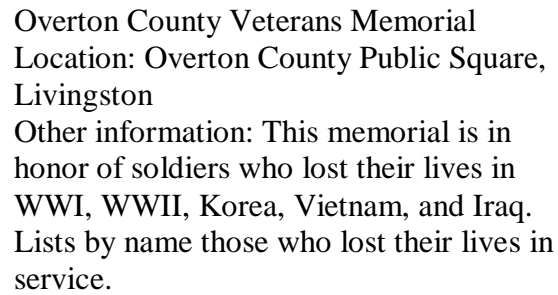 Overton County Veterans Memorial
Location: Overton County Public Square,
Livingston
Other information: This memorial is in
honor of soldiers who lost their lives in
WWI, WWII, Korea, Vietnam, and Iraq.
Lists by name those who lost their lives in
service.